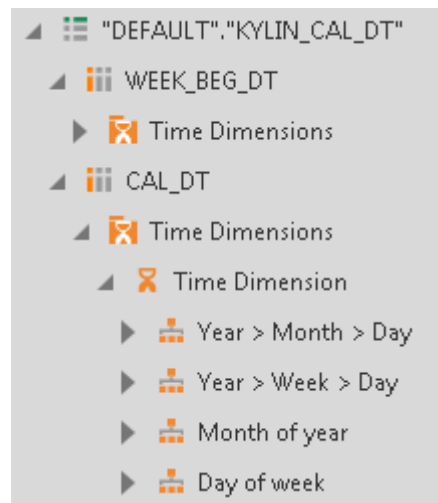 "DEFAULT"."KYLIN_CAL_DT"
WEEK_BEG_DT
Time Dimensions
CAL_DT
Time Dimensions
Time Dimension
Year > Month > Day
Year > Week > Day
Month of year
Day of week